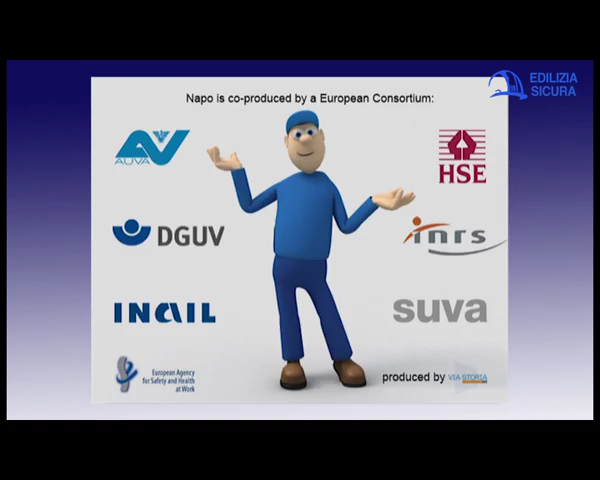 EDILIZIA
SICURA
Napo is co-produced by a European Consortium:
AUVA
HSE
DGUV
inrs
INAIL
suva
European Agency
for Safety and Health
at Work
produced by VIA STORIA